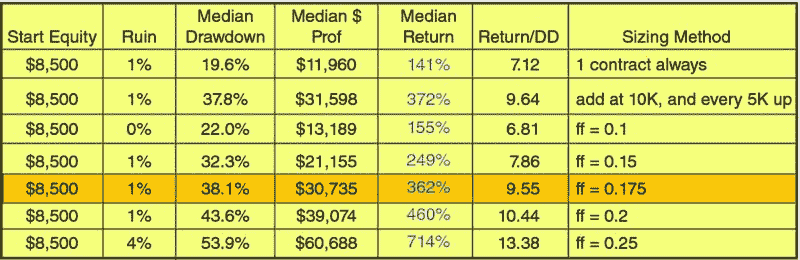 Start Equity Ruin Median Drawdown Median $ Prof Median Return Return/DD Sizing Method
$8,500 1% 19.6% $11,960 141% 7.12 1 contract always
$8,500 1% 37.8% $31,598 372% 9.64 add at 10K, and every 5K up
$8,500 0% 22.0% $13,189 155% 6.81 ff = 0.1
$8,500 1% 32.3% $21,155 249% 7.86 ff = 0.15
$8,500 1% 38.1% $30,735 362% 9.55 ff = 0.175
$8,500 1% 43.6% $39,074 460% 10.44 ff = 0.2
$8,500 4% 53.9% $60,688 714% 13.38 ff = 0.25